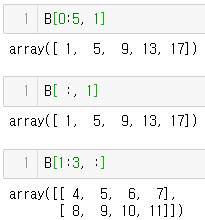 1 B[0:5, 1]
array([ 1,  5,  9, 13, 17])
1 B[ :, 1]
array([ 1,  5,  9, 13, 17])
1 B[1:3, :]
array([[ 4,  5,  6,  7],
       [ 8,  9, 10, 11]])